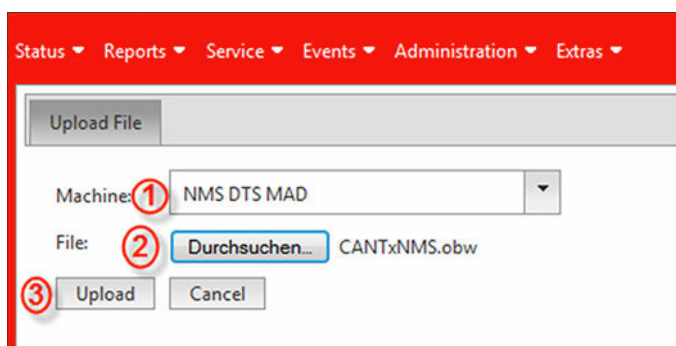 Status Reports Service Events Administration Extras
Upload File
Machine: 1 NMS DTS MAD
File: 2 Durchsuchen... CANTxNMS.obw
3 Upload Cancel